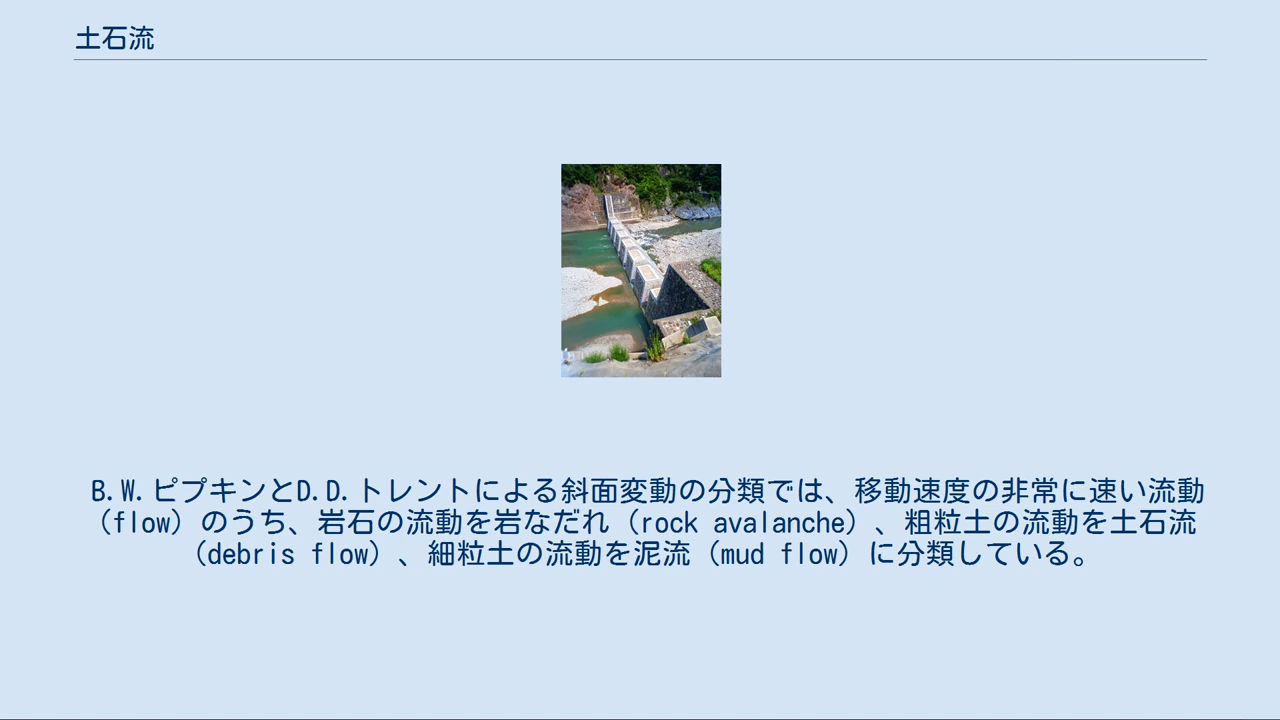 土石流
B.W.ピプキンとD.D.トレントによる斜面変動の分類では、移動速度の非常に速い流動
（flow）のうち、岩石の流動を岩なだれ（rock avalanche）、粗粒土の流動を土石流
（debris flow）、細粒土の流動を泥流（mud flow）に分類している。